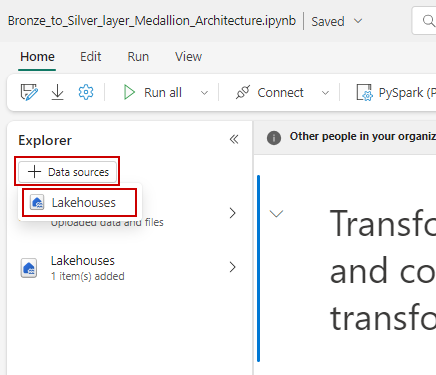 Bronze_to_Silver_layer_Medallion_Architecture.ipynb Saved
Home Edit Run View
Run all Connect PySpark (P
Explorer
Other people in your organiz
Data sources
Lakehouses
Uploaded data and files
Lakehouses
1 item(s) added
Transfo
and co
transfo